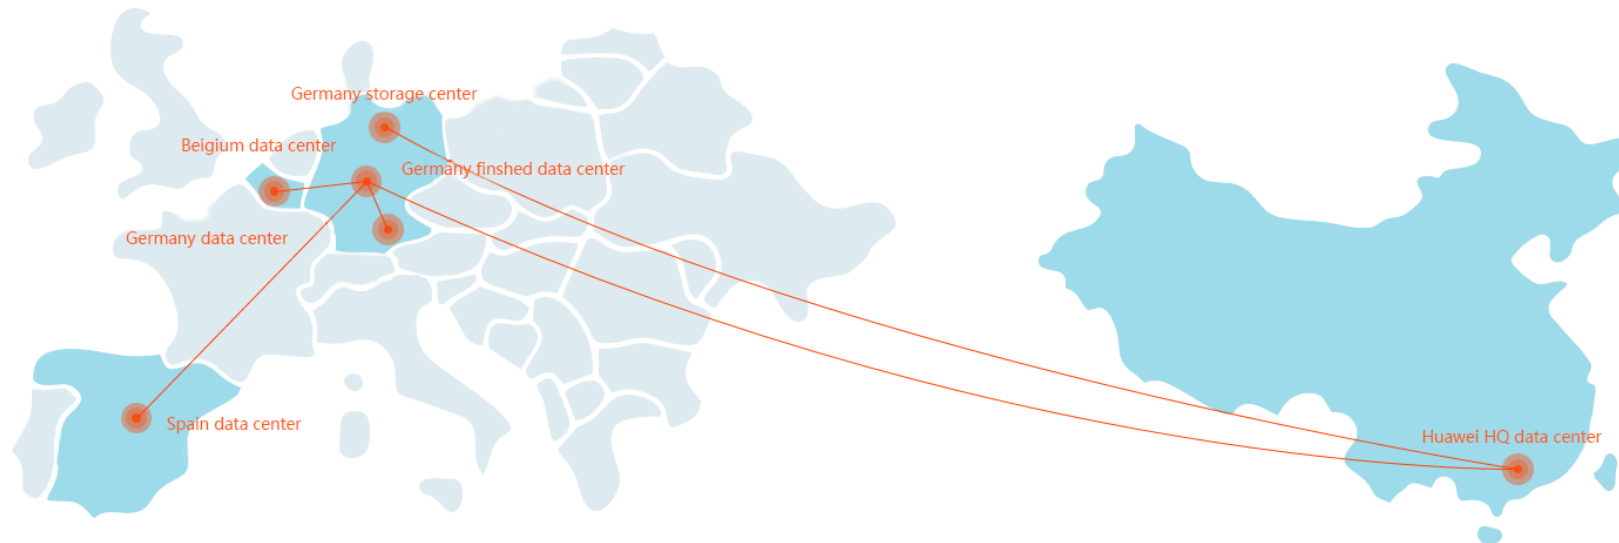 Germany storage center
Beigium data center
Germany finshed data center
Germany data center
Spain data center
Huawei HQ data center